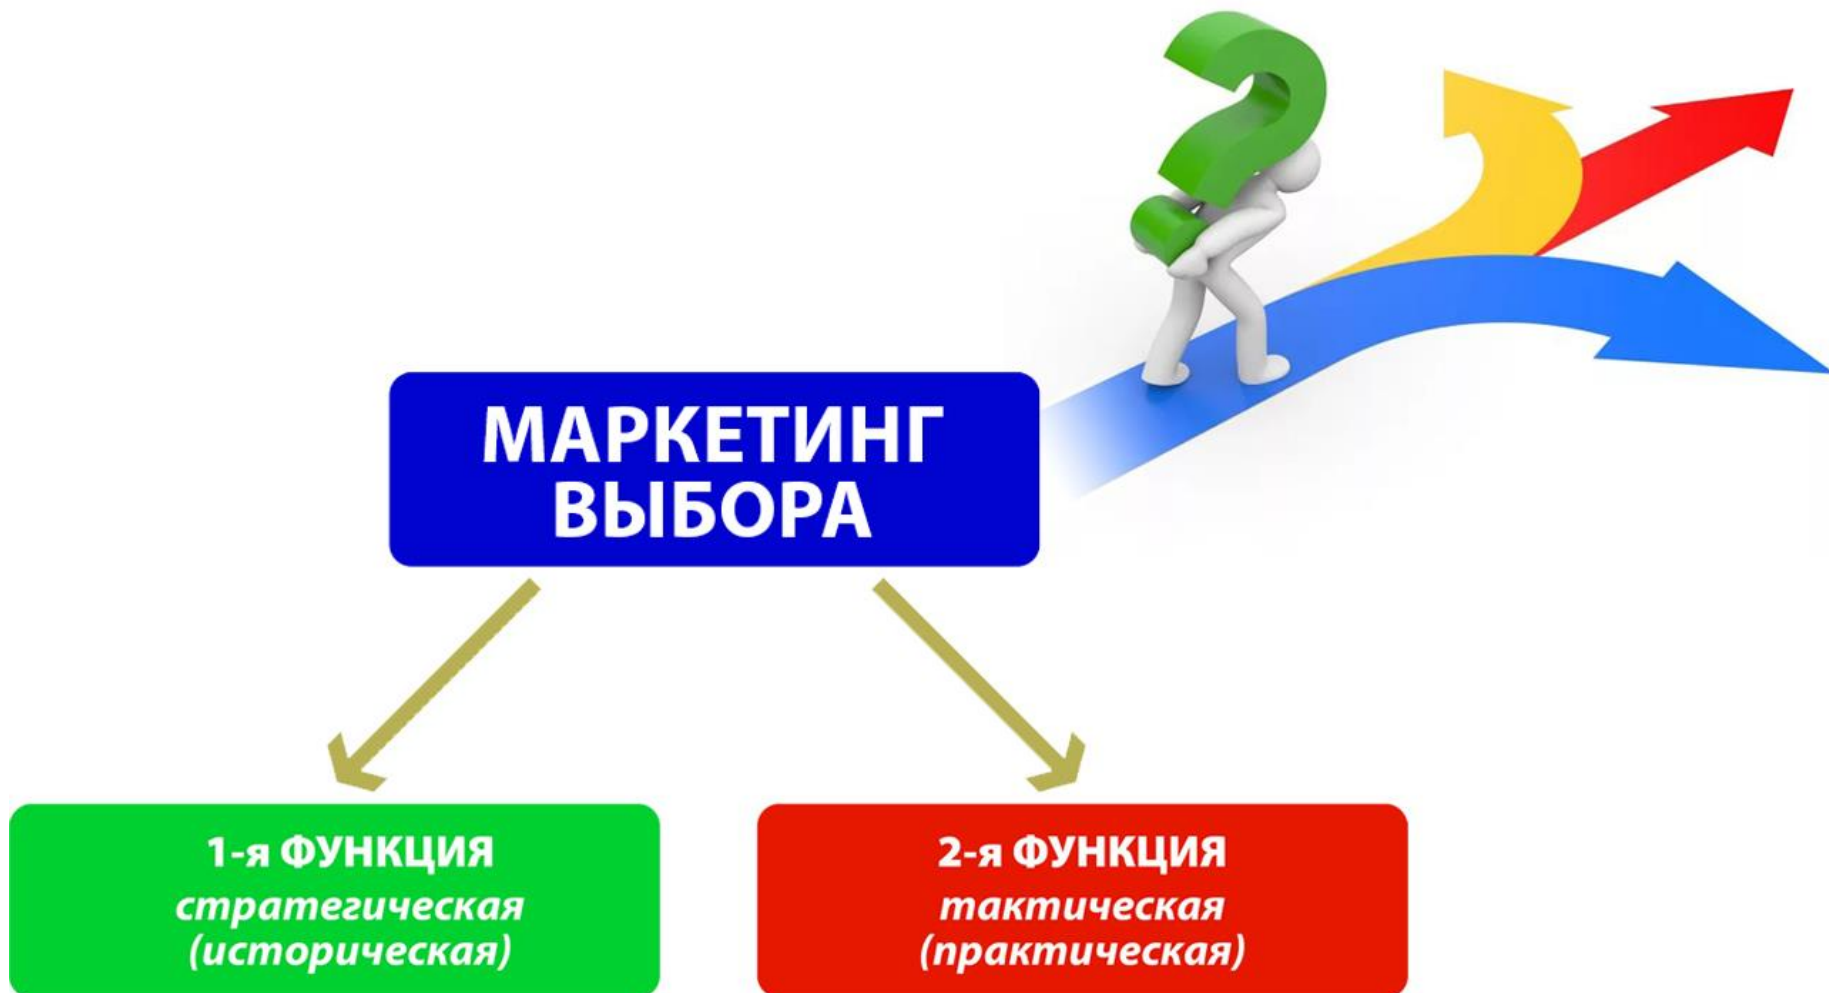 МАРКЕТИНГ
ВЫБОРА
1-я ФУНКЦИЯ
стратегическая
(историческая)
2-я ФУНКЦИЯ
тактическая
(практическая)